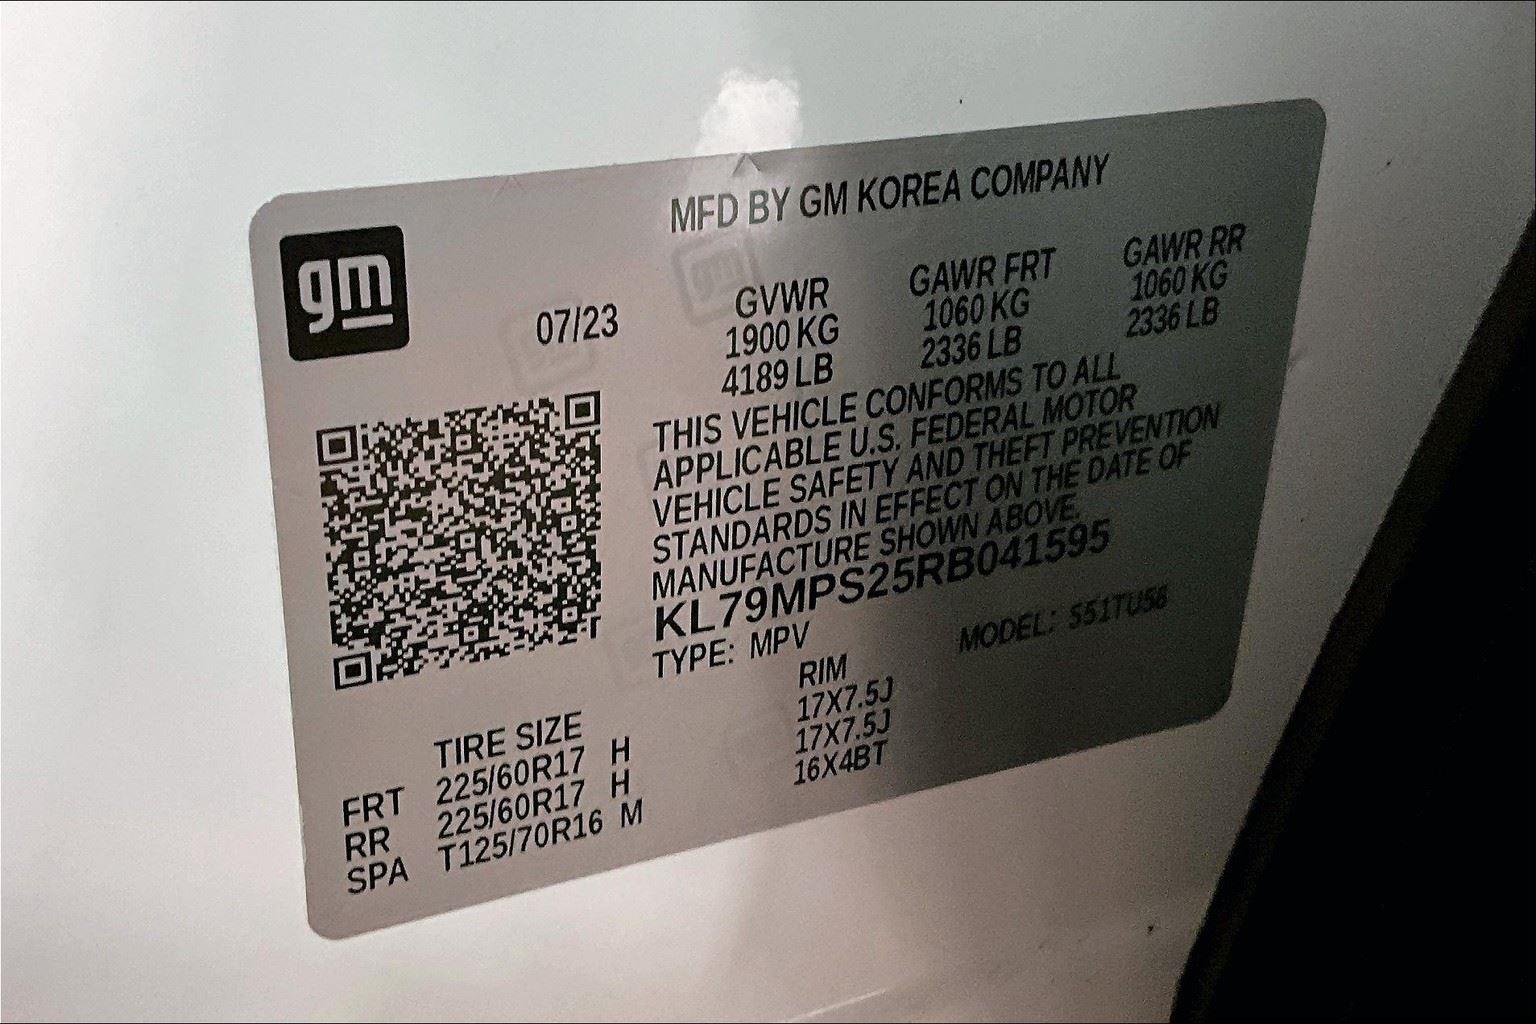 MFD BY GM KOREA COMPANY
gm
07/23
GVWR GAWR FRT GAWR RR
1900 KG 1060 KG 1060 KG
4189 LB 2336 LB 2336 LB
THIS VEHICLE CONFORMS TO ALL
APPLICABLE U.S. FEDERAL MOTOR
VEHICLE SAFETY AND THEFT PREVENTION
STANDARDS IN EFFECT ON THE DATE OF
MANUFACTURE SHOWN ABOVE.
KL79MPS25RB041595
TYPE: MPV MODEL: S51TU56
TIRE SIZE RIM
FRT 225/60R17 H 17X7.5J
RR 225/60R17 H 17X7.5J
SPA T125/70R16 M 16X4BT